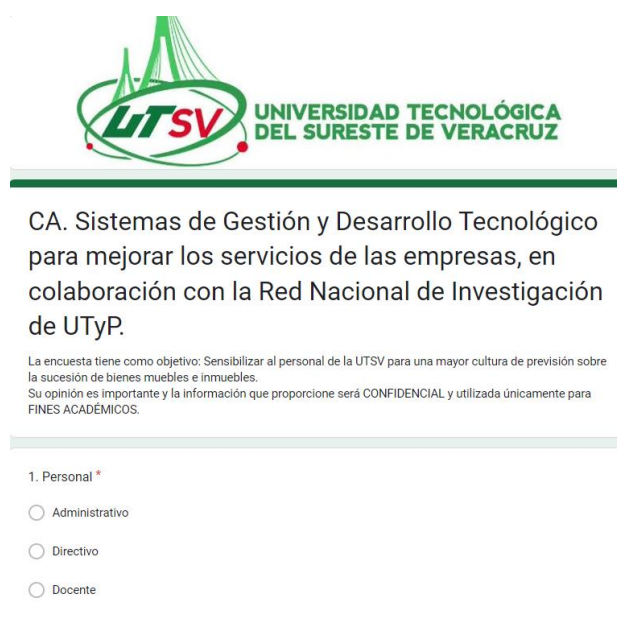 UTSV
UNIVERSIDAD TECNOLÓGICA
DEL SURESTE DE VERACRUZ
CA. Sistemas de Gestión y Desarrollo Tecnológico
para mejorar los servicios de las empresas, en
colaboración con la Red Nacional de Investigación
de UTyP.
La encuesta tiene como objetivo: Sensibilizar al personal de la UTSV para una mayor cultura de previsión sobre
la sucesión de bienes muebles e inmuebles.
Su opinión es importante y la información que proporcione será CONFIDENCIAL y utilizada únicamente para
FINES ACADÉMICOS.
1. Personal *
Administrativo
Directivo
Docente